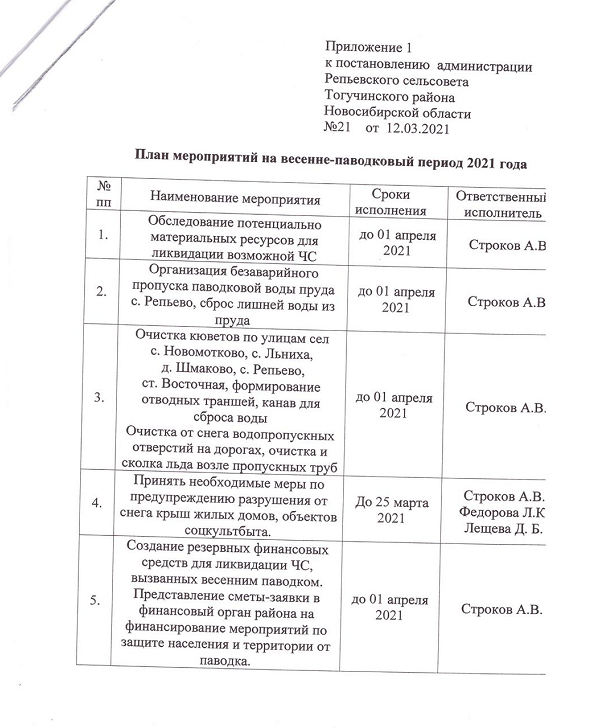 Приложение 1
к постановлению администрации
Репьевского сельсовета
Тогучинского района
Новосибирской области
№21 от 12.03.2021
План мероприятий на весенне-паводковый период 2021 года
№
пп
Наименование мероприятия
Сроки
исполнения
Ответственный
исполнитель
1.
Обследование потенциально
материальных ресурсов для
ликвидации возможной ЧС
до 01 апреля
2021
Строков А.В
2.
Организация безаварийного
пропуска паводковой воды пруда
с. Репьево, сброс лишней воды из
пруда
до 01 апреля
2021
Строков А.В
3.
Очистка кюветов по улицам сел
с. Новомотково, с. Льниха,
д. Шмаково, с. Репьево,
ст. Восточная, формирование
отводных траншей, канав для
сброса воды
Очистка от снега водопропускных
отверстий на дорогах, очистка и
сколка льда возле пропускных труб
до 01 апреля
2021
Строков А.В.
4.
Принять необходимые меры по
предупреждению разрушения от
снега крыш жилых домов, объектов
соцкультбыта.
До 25 марта
2021
Строков А.В.
Федорова Л.К
Лещева Д. Б.
5.
Создание резервных финансовых
средств для ликвидации ЧС,
вызванных весенним паводком.
Представление сметы-заявки в
финансовый орган района на
финансирование мероприятий по
защите населения и территории от
паводка.
до 01 апреля
2021
Строков А.В.